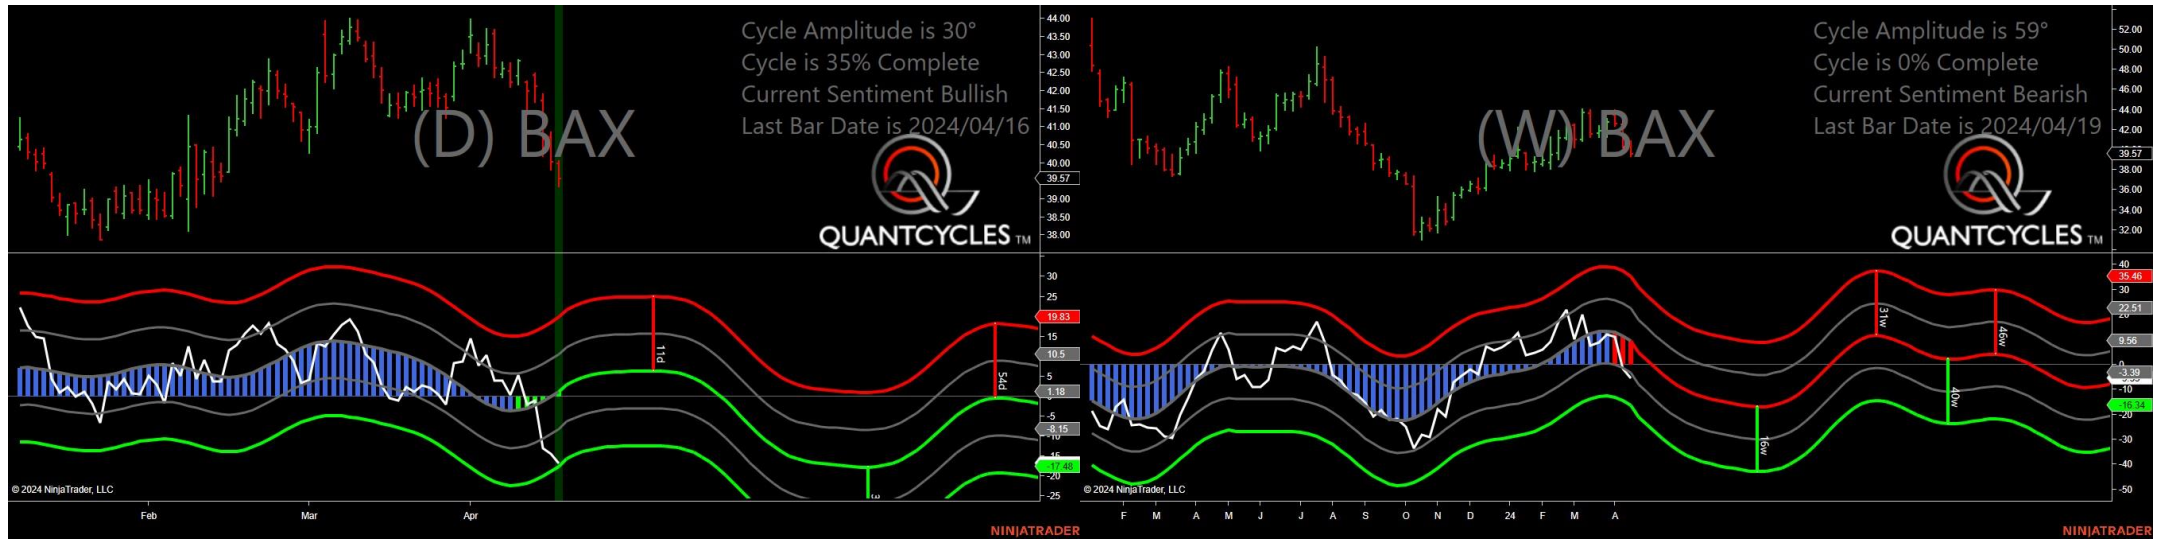 Cycle Amplitude is 30°
Cycle is 35% Complete
Current Sentiment Bullish
Last Bar Date is 2024/04/16
(D) BAX
QUANTCYCLES TM
44.00
43.50
43.00
42.50
42.00
41.50
41.00
40.50
40.00
39.57
39.00
38.50
38.00
30
25
19.83
15
10.5
5
1.18
-5
-8.15
-17.48
-20
-25
11d
54d
3
© 2024 NinjaTrader, LLC
Feb Mar Apr
NINJATRADER
Cycle Amplitude is 59°
Cycle is 0% Complete
Current Sentiment Bearish
Last Bar Date is 2024/04/19
(W) BAX
QUANTCYCLES TM
52.00
50.00
48.00
46.00
44.00
42.00
39.57
38.00
36.00
34.00
32.00
40
35.46
30
22.51
20
9.56
0
-3.39
-10
-16.34
-20
-30
-40
-50
31w
46w
40w
16w
© 2024 NinjaTrader, LLC
F M A M J J A S O N D 24 F M A
NINJATRADER